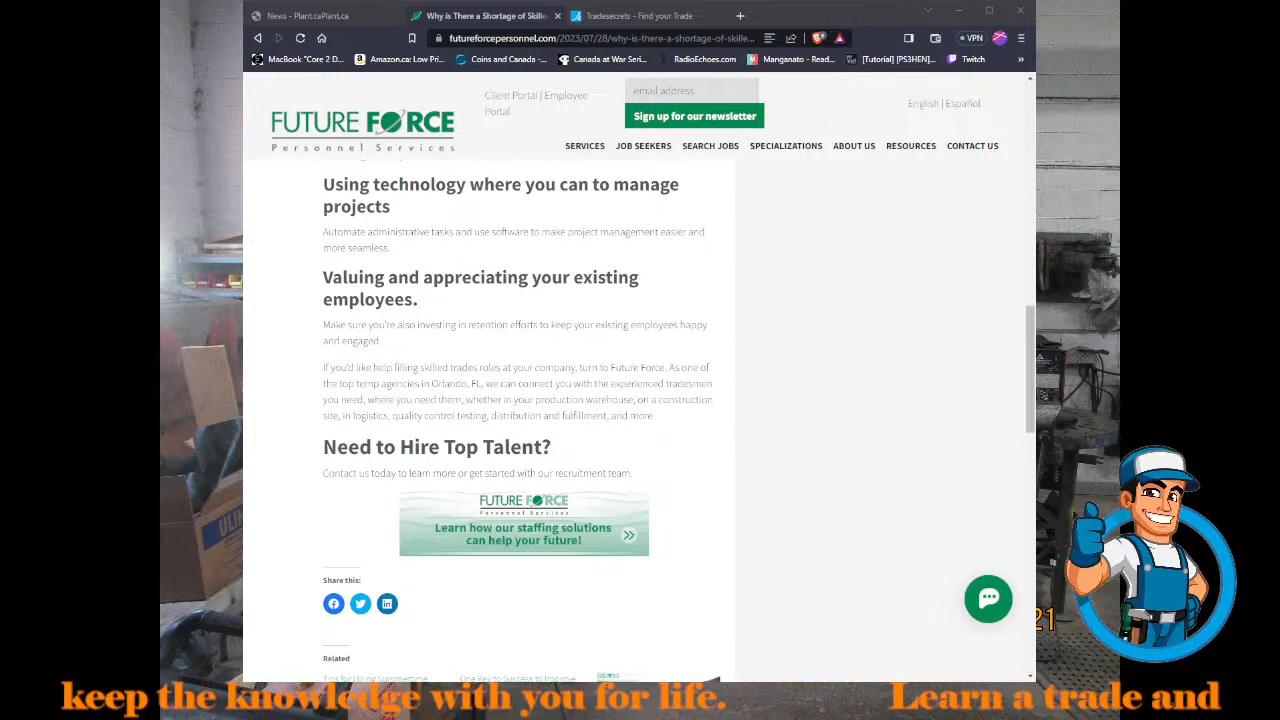 News - Plant.caPlant.ca
Why is There a Shortage of Skille
Tradesecrets - Find your Trade
futureforcepersonnel.com/2023/07/28/why-is-there-a-shortage-of-skille...
VPN
MacBook "Core 2 D...
Amazon.ca: Low Pri...
Coins and Canada -...
Canada at War Seri...
RadioEchoes.com
Manganato - Read...
[Tutorial] [PS3HEN]...
Twitch
Client Portal | Employee
Portal
email address
Sign up for our newsletter
English | Español
FUTURE FORCE
Personnel Services
SERVICES JOB SEEKERS SEARCH JOBS SPECIALIZATIONS ABOUT US RESOURCES CONTACT US
Using technology where you can to manage
projects
Automate administrative tasks and use software to make project management easier and
more seamless.
Valuing and appreciating your existing
employees.
Make sure you're also investing in retention efforts to keep your existing employees happy
and engaged.
If you'd like help filling skilled trades roles at your company, turn to Future Force. As one of
the top temp agencies in Orlando, FL, we can connect you with the experienced tradesmen
you need, where you need them, whether in your production warehouse, on a construction
site, in logistics, quality control testing, distribution and fulfillment, and more.
Need to Hire Top Talent?
Contact us today to learn more or get started with our recruitment team.
FUTURE FORCE
Personnel Services
Learn how our staffing solutions
can help your future!
Share this:
21
Related
Tips for Hiring Summertime
One Key to Success to Improve
keep the knowledge with you for life. Learn a trade and